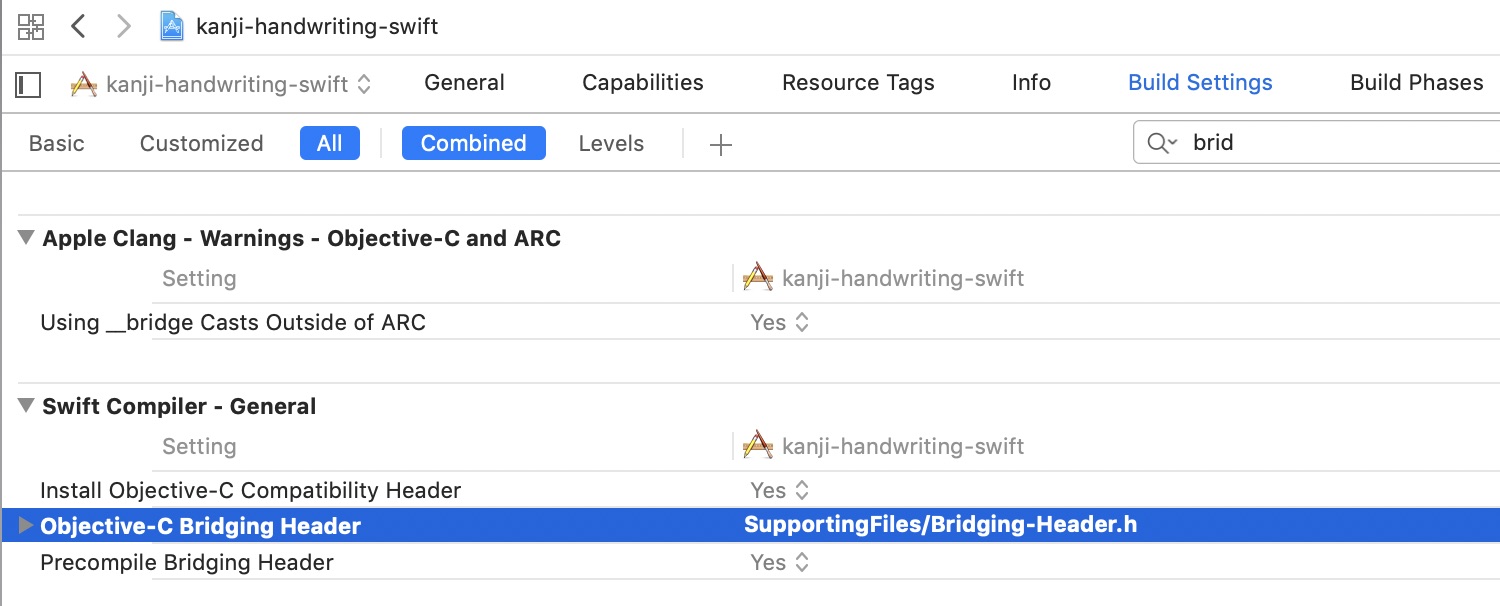 kanji-handwriting-swift
kanji-handwriting-swift General Capabilities Resource Tags Info Build Settings Build Phases
Basic Customized All Combined Levels + brid
Apple Clang - Warnings - Objective-C and ARC
Setting kanji-handwriting-swift
Using __bridge Casts Outside of ARC Yes
Swift Compiler - General
Setting kanji-handwriting-swift
Install Objective-C Compatibility Header Yes
Objective-C Bridging Header SupportingFiles/Bridging-Header.h
Precompile Bridging Header Yes